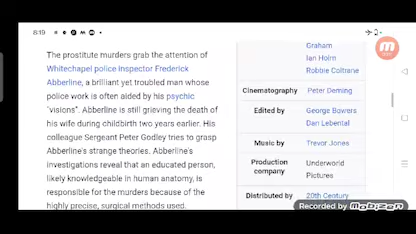 8:19
The prostitute murders grab the attention of
Whitechapel police inspector Frederick
Abberline, a brilliant yet troubled man whose
police work is often aided by his psychic
"visions". Abberline is still grieving the death of
his wife during childbirth two years earlier. His
colleague Sergeant Peter Godley tries to grasp
Abberline's strange theories. Abberline's
investigations reveal that an educated person,
likely knowledgeable in human anatomy, is
responsible for the murders because of the
highly precise, surgical methods used.
Graham
Ian Holm
Robbie Coltrane
Cinematography Peter Deming
Edited by George Bowers
Dan Lebental
Music by Trevor Jones
Production Underworld
company Pictures
Distributed by 20th Century
Recorded by Mobizen